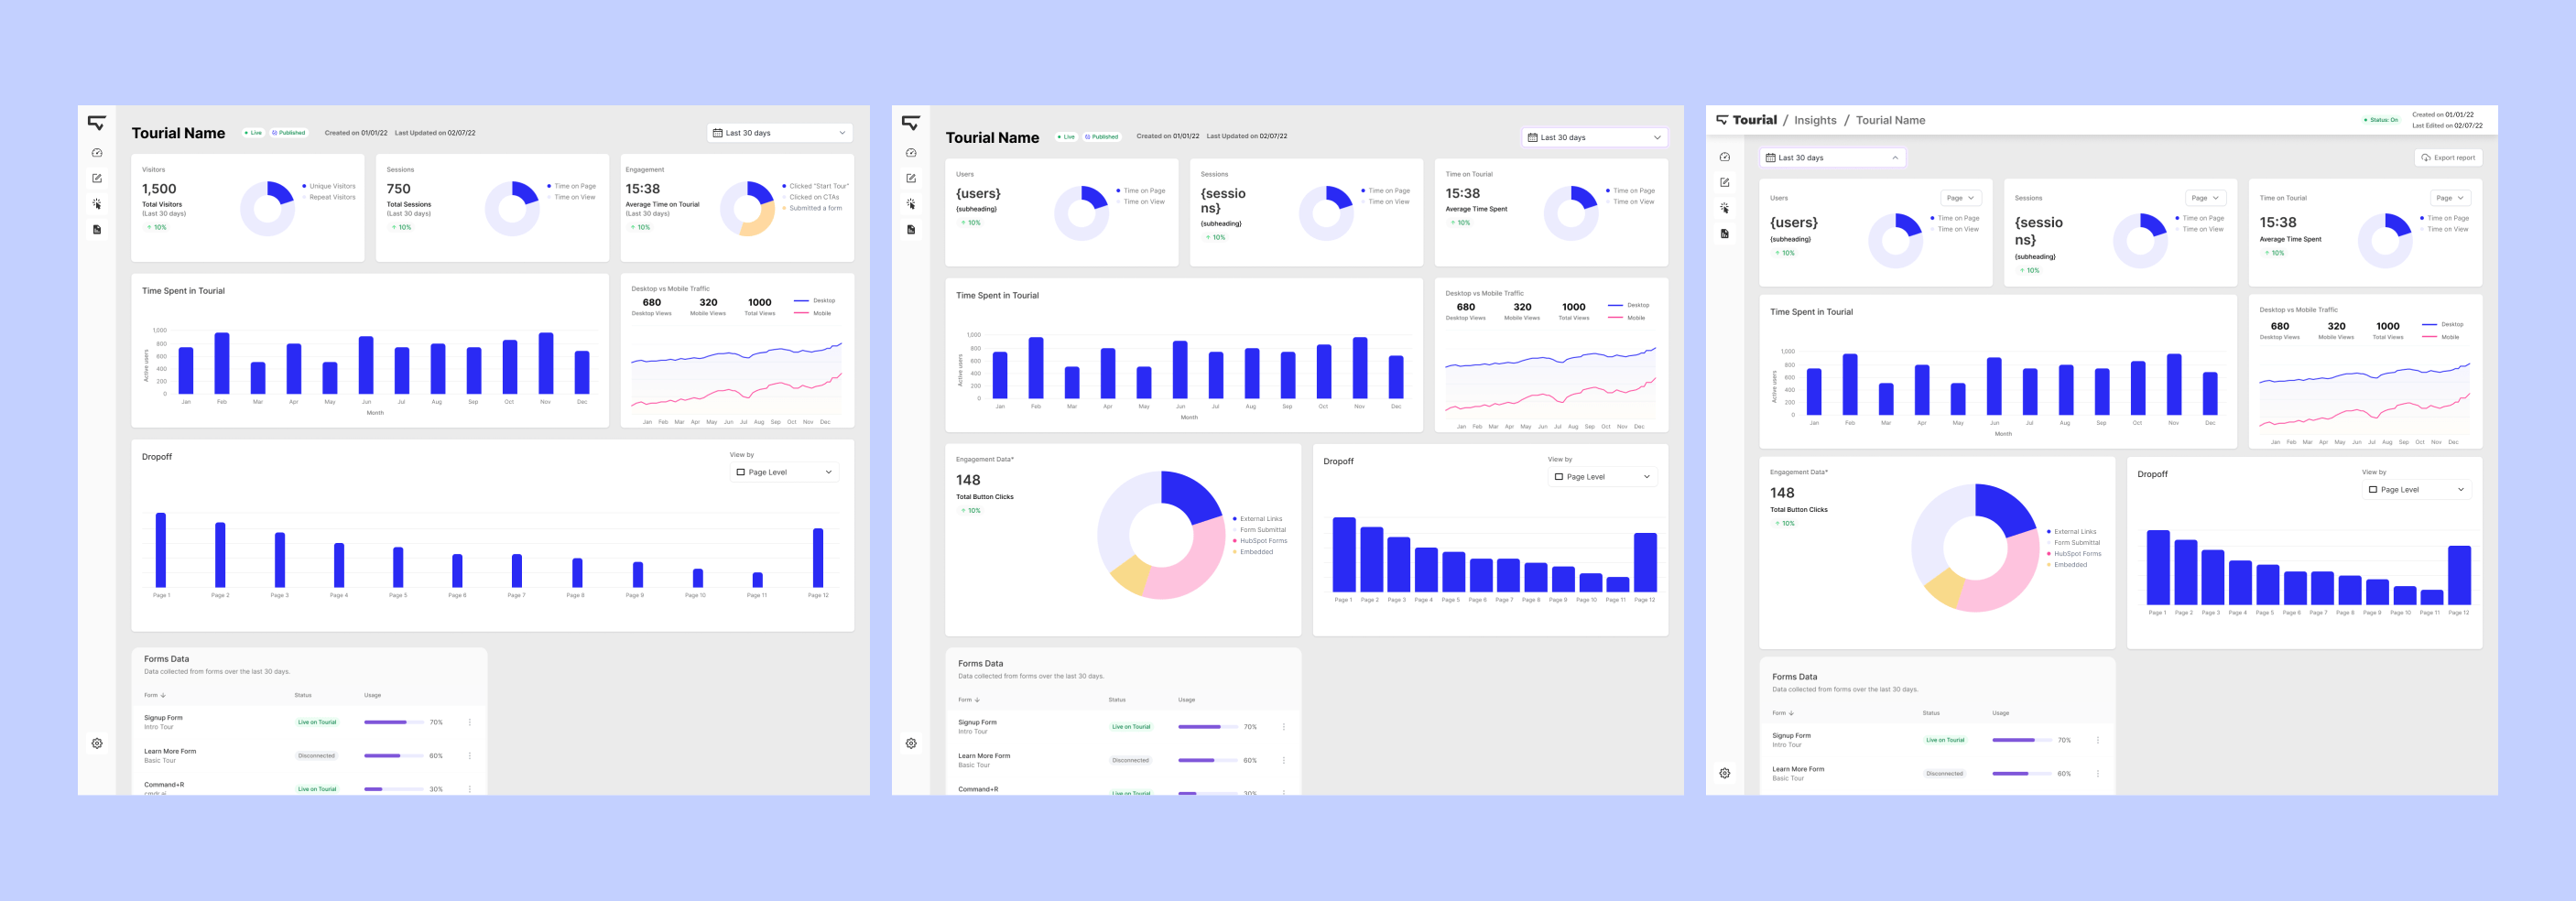 Tourial Name
Live
Published
Created on 01/01/22 Last Updated on 02/07/22
Last 30 days
Visitors
1,500
Total Visitors
(Last 30 days)
↑ 10%
Unique Visitors
Repeat Visitors
Sessions
750
Total Sessions
(Last 30 days)
↑ 10%
Time on Page
Time on View
Engagement
15:38
Average Time on Tourial
(Last 30 days)
↑ 10%
Clicked "Start Tour"
Clicked on CTAs
Submitted a form
Time Spent in Tourial
Active users
1,000
800
600
400
200
0
Jan Feb Mar Apr May Jun Jul Aug Sep Oct Nov Dec
Month
Desktop vs Mobile Traffic
680 320 1000
Desktop Views Mobile Views Total Views
Desktop
Mobile
Jan Feb Mar Apr May Jun Jul Aug Sep Oct Nov Dec
Dropoff
View by
Page Level
Page 1 Page 2 Page 3 Page 4 Page 5 Page 6 Page 7 Page 8 Page 9 Page 10 Page 11 Page 12
Forms Data
Data collected from forms over the last 30 days.
Form ↓ Status Usage
Signup Form
Intro Tour
Live on Tourial
70%
Learn More Form
Basic Tour
Disconnected
60%
Command+R
cmdr.ai
Live on Tourial
30%
Tourial Name
Live
Published
Created on 01/01/22 Last Updated on 02/07/22
Last 30 days
Users
{users}
{subheading}
↑ 10%
Time on Page
Time on View
Sessions
{sessio
ns}
{subheading}
↑ 10%
Time on Page
Time on View
Time on Tourial
15:38
Average Time Spent
↑ 10%
Time on Page
Time on View
Time Spent in Tourial
Active users
1,000
800
600
400
200
0
Jan Feb Mar Apr May Jun Jul Aug Sep Oct Nov Dec
Month
Desktop vs Mobile Traffic
680 320 1000
Desktop Views Mobile Views Total Views
Desktop
Mobile
Jan Feb Mar Apr May Jun Jul Aug Sep Oct Nov Dec
Engagement Data*
148
Total Button Clicks
↑ 10%
External Links
Form Submittal
HubSpot Forms
Embedded
Dropoff
View by
Page Level
Page 1 Page 2 Page 3 Page 4 Page 5 Page 6 Page 7 Page 8 Page 9 Page 10 Page 11 Page 12
Forms Data
Data collected from forms over the last 30 days.
Form ↓ Status Usage
Signup Form
Intro Tour
Live on Tourial
70%
Learn More Form
Basic Tour
Disconnected
60%
Command+R
Live on Tourial
30%
Tourial / Insights / Tourial Name
Status: On
Created on 01/01/22
Last Edited on 02/07/22
Last 30 days
Export report
Users
Page
{users}
{subheading}
↑ 10%
Time on Page
Time on View
Sessions
Page
{sessio
ns}
{subheading}
↑ 10%
Time on Page
Time on View
Time on Tourial
Page
15:38
Average Time Spent
↑ 10%
Time on Page
Time on View
Time Spent in Tourial
Active users
1,000
800
600
400
200
0
Jan Feb Mar Apr May Jun Jul Aug Sep Oct Nov Dec
Month
Desktop vs Mobile Traffic
680 320 1000
Desktop Views Mobile Views Total Views
Desktop
Mobile
Jan Feb Mar Apr May Jun Jul Aug Sep Oct Nov Dec
Engagement Data*
148
Total Button Clicks
↑ 10%
External Links
Form Submittal
HubSpot Forms
Embedded
Dropoff
View by
Page Level
Page 1 Page 2 Page 3 Page 4 Page 5 Page 6 Page 7 Page 8 Page 9 Page 10 Page 11 Page 12
Forms Data
Data collected from forms over the last 30 days.
Form ↓ Status Usage
Signup Form
Intro Tour
Live on Tourial
70%
Learn More Form
Basic Tour
Disconnected
60%